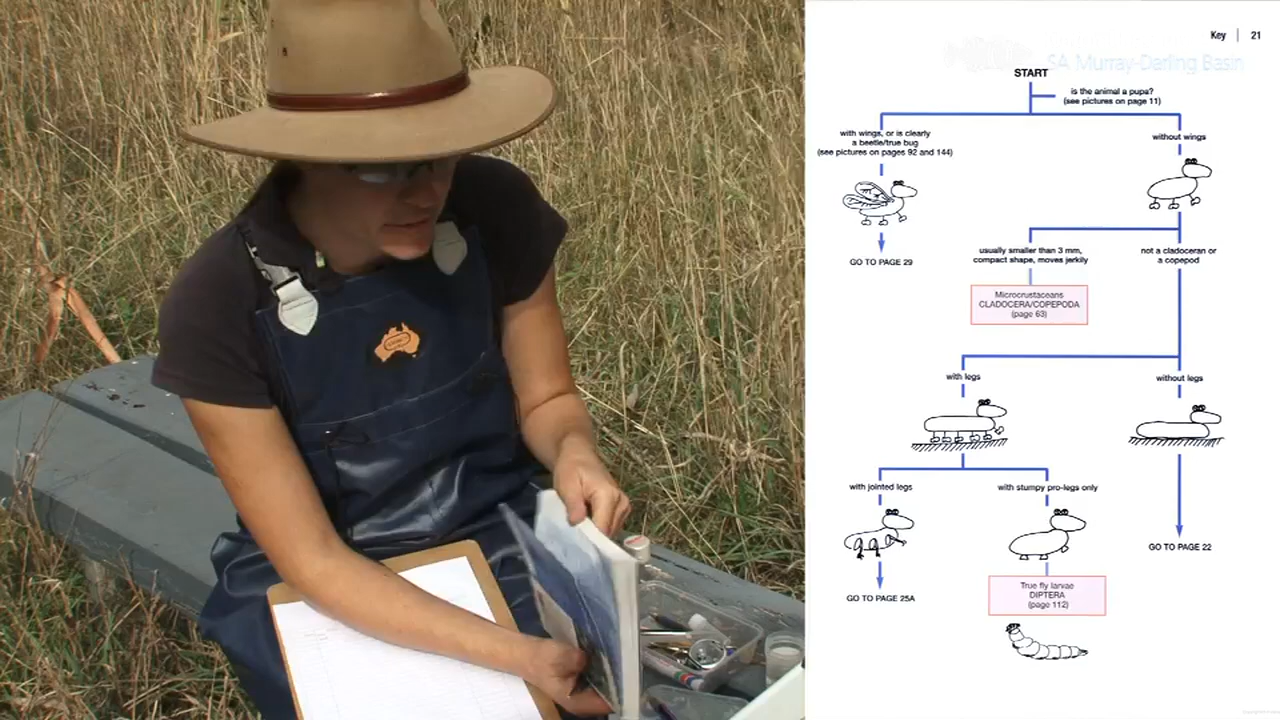 Key | 21
SA Murray-Darling Basin
START
is the animal a pupa?
(see pictures on page 11)
with wings, or is clearly
a beetle/true bug
(see pictures on pages 92 and 144)
without wings
GO TO PAGE 29
usually smaller than 3 mm,
compact shape, moves jerkily
not a cladoceran or
a copepod
Microcrustaceans
CLADOCERA/COPEPODA
(page 63)
with legs
without legs
with jointed legs
with stumpy pro-legs only
GO TO PAGE 22
True fly larvae
DIPTERA
(page 112)
GO TO PAGE 25A